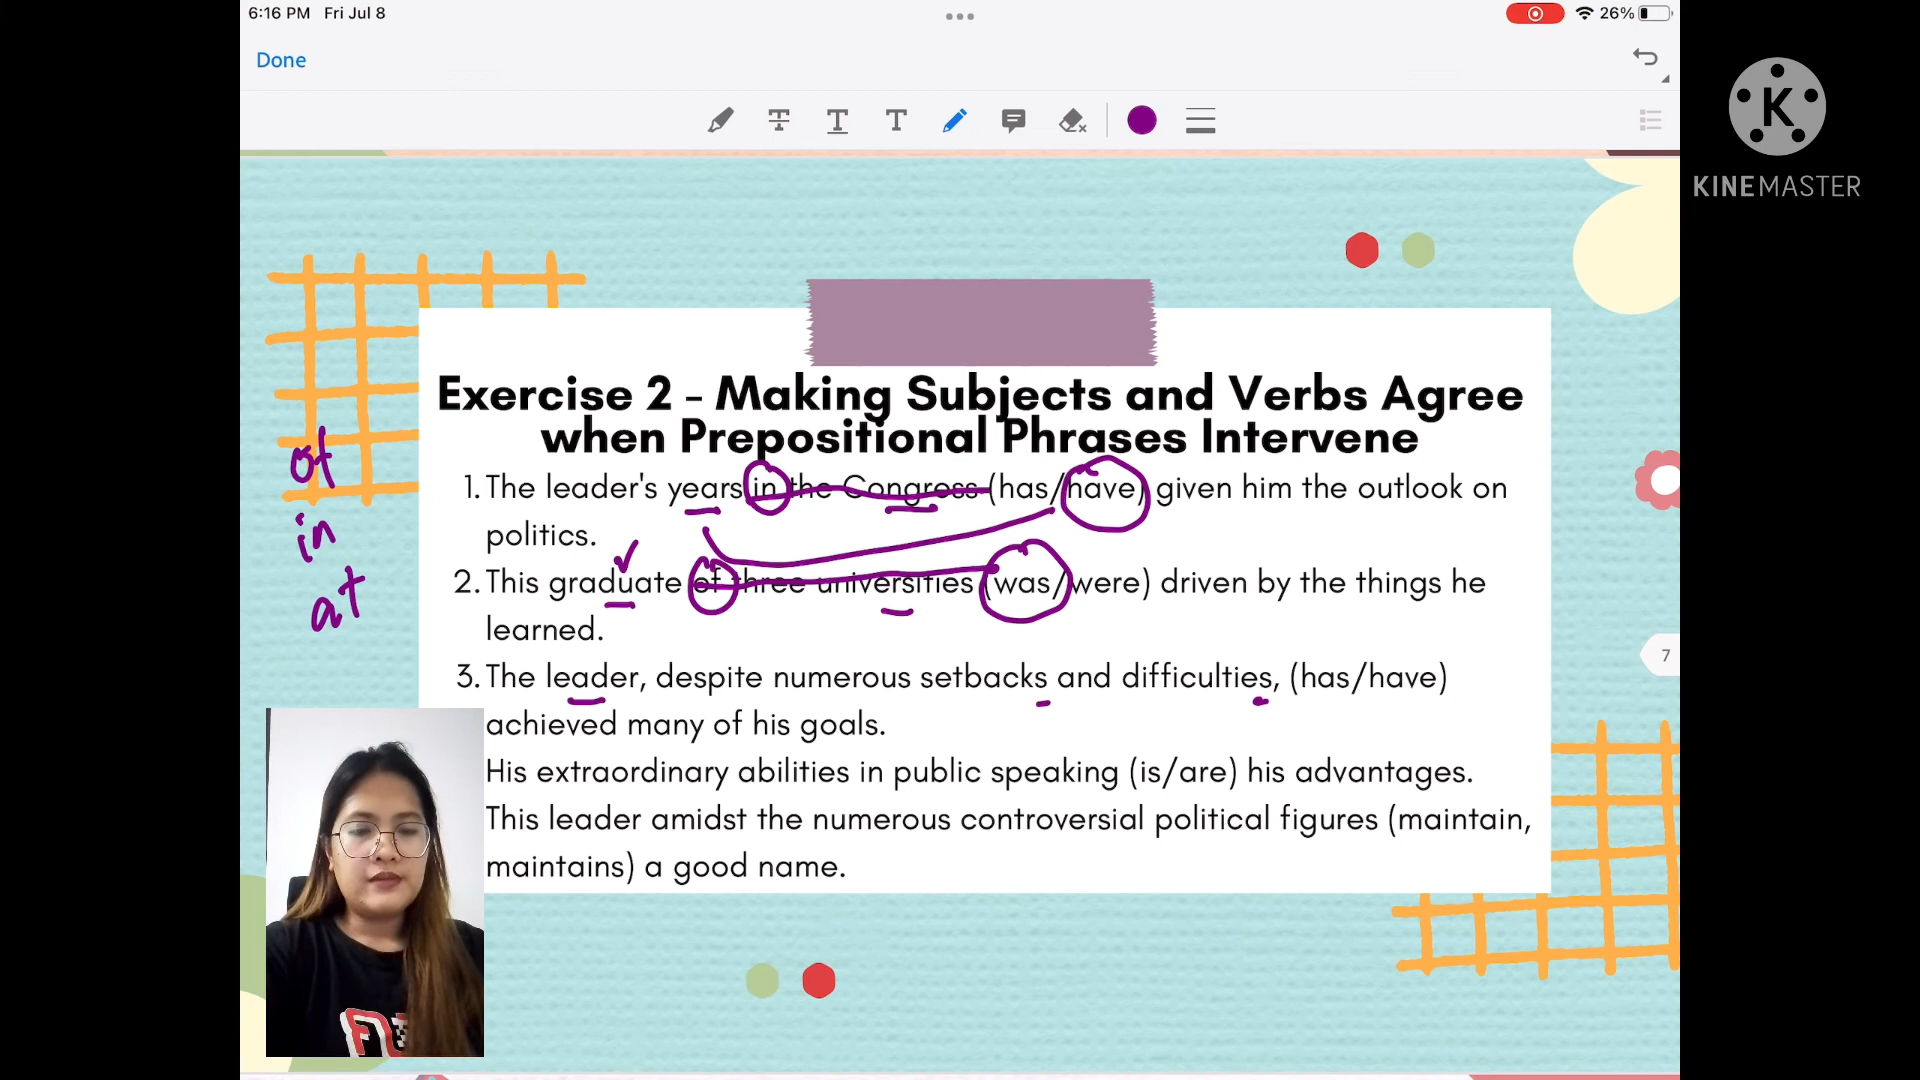 6:16 PM Fri Jul 8
26%
Done
KINEMASTER
Exercise 2 - Making Subjects and Verbs Agree
when Prepositional Phrases Intervene
1. The leader's years in the Congress (has/have) given him the outlook on
politics.
2. This graduate of three universities (was/were) driven by the things he
learned.
3. The leader, despite numerous setbacks and difficulties, (has/have)
achieved many of his goals.
His extraordinary abilities in public speaking (is/are) his advantages.
This leader amidst the numerous controversial political figures (maintain,
maintains) a good name.
of
in
at
7